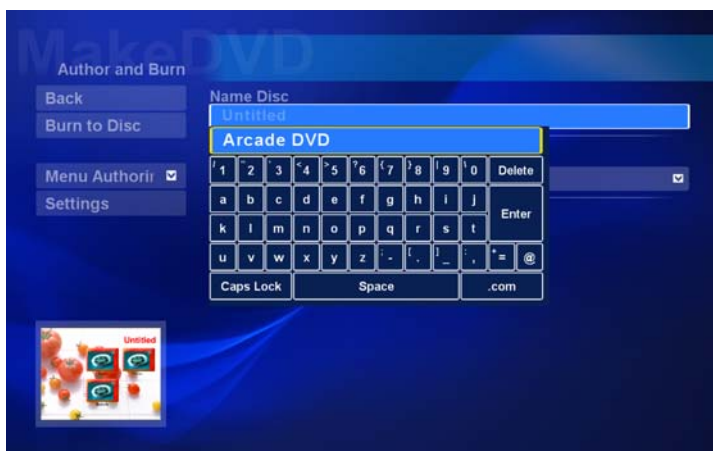 MakeDVD
Author and Burn
Back
Burn to Disc
Menu Authorir
Settings
Name Disc
Untitled
Arcade DVD
/ 1 " 2 ` 3 < 4 > 5 ? 6 { 7 } 8 | 9 \ 0 Delete
a b c d e f g h i j
Enter
k l m n o p q r s t
u v w x y z : - [ . ] _ ; , + = @
Caps Lock Space .com
Untitled